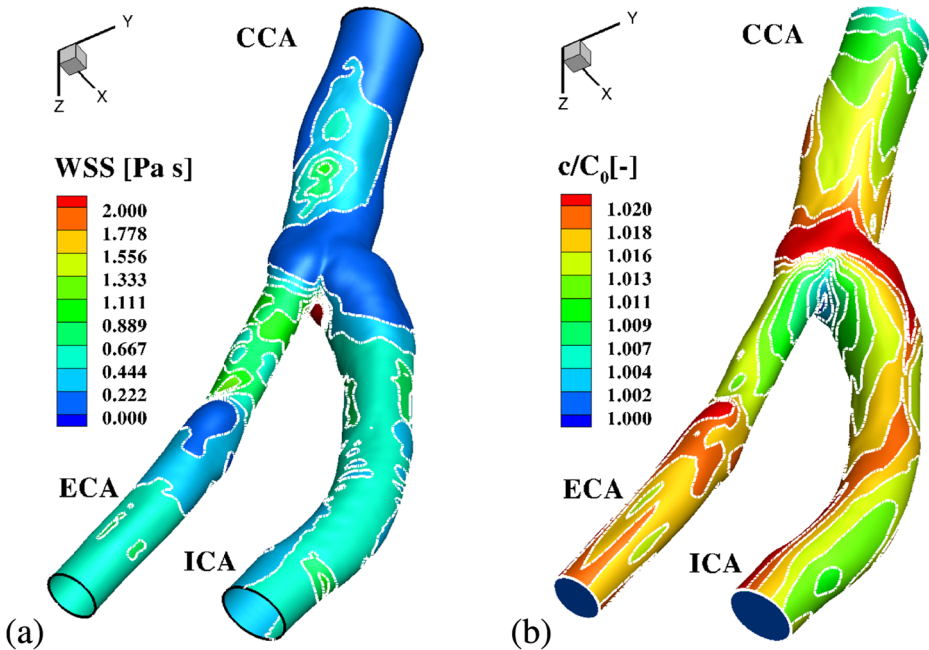 Y
X
Z
CCA
WSS [Pa s]
2.000
1.778
1.556
1.333
1.111
0.889
0.667
0.444
0.222
0.000
ECA
ICA
(a)
Y
X
Z
CCA
c/C₀[-]
1.020
1.018
1.016
1.013
1.011
1.009
1.007
1.004
1.002
1.000
ECA
ICA
(b)